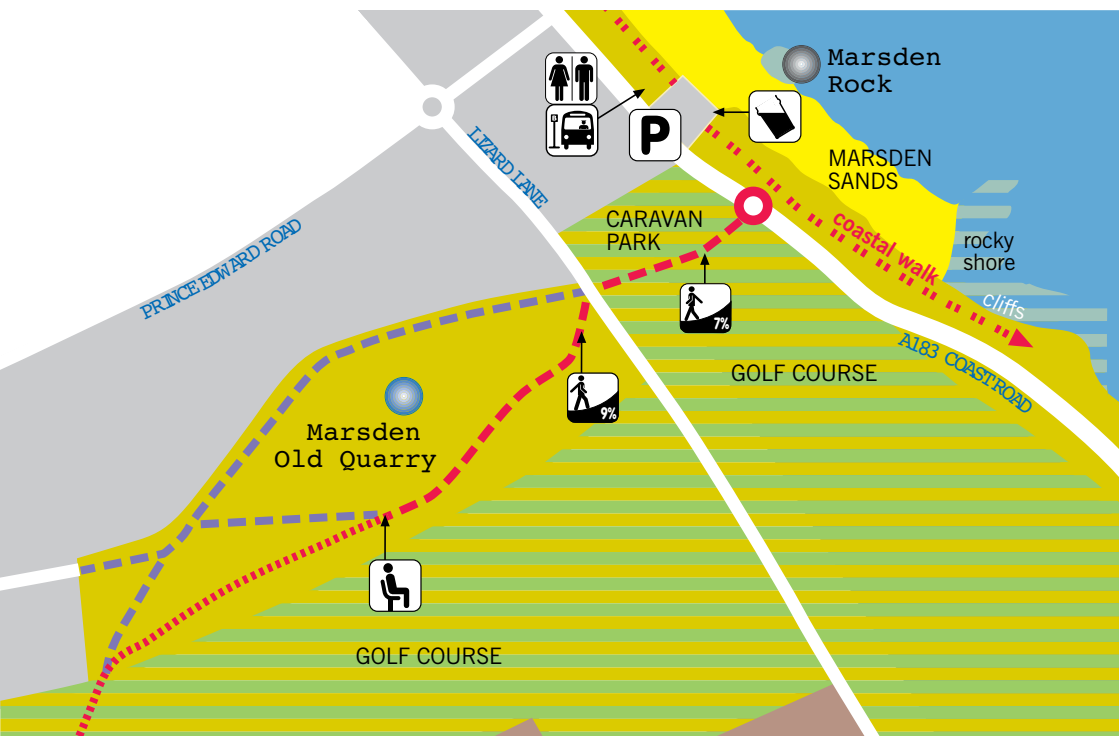 Marsden
Rock
P
LIZARD LANE
MARSDEN
SANDS
CARAVAN
PARK
PRINCE EDWARD ROAD
coastal walk
rocky
shore
cliffs
7%
A183 COAST ROAD
GOLF COURSE
9%
Marsden
Old Quarry
GOLF COURSE